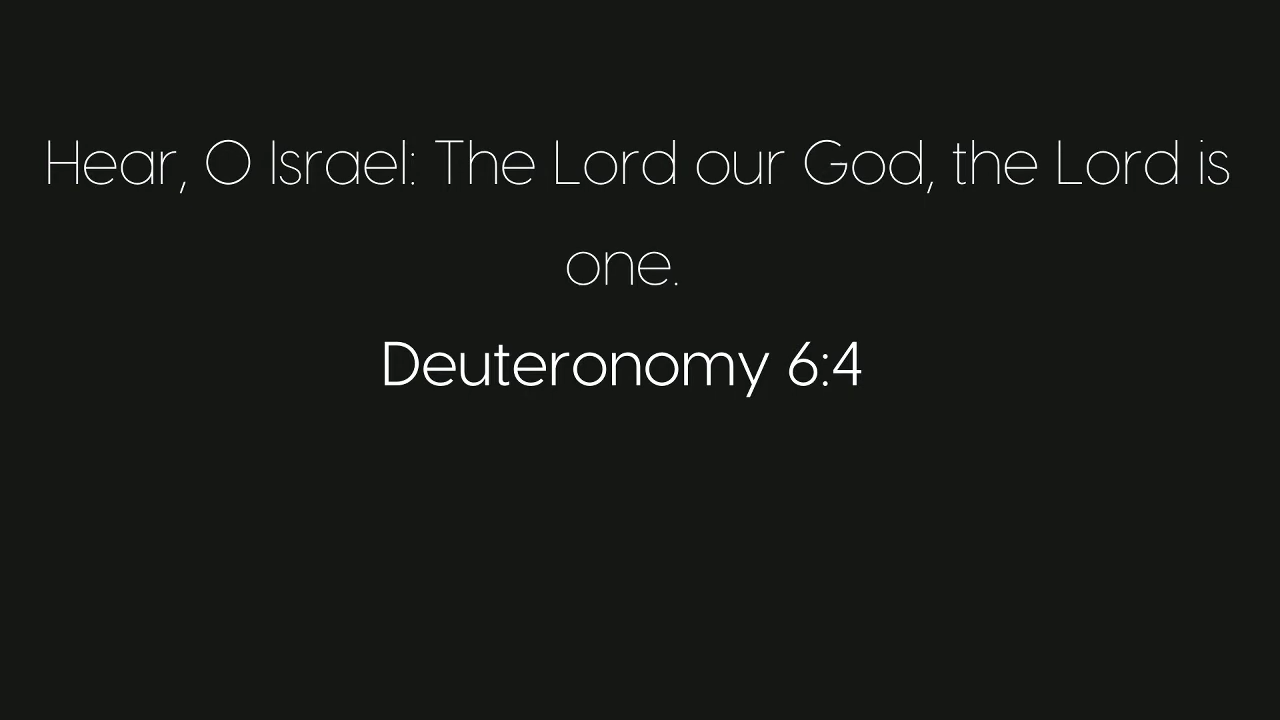 Hear, O Israel: The Lord our God, the Lord is
one.
Deuteronomy 6:4